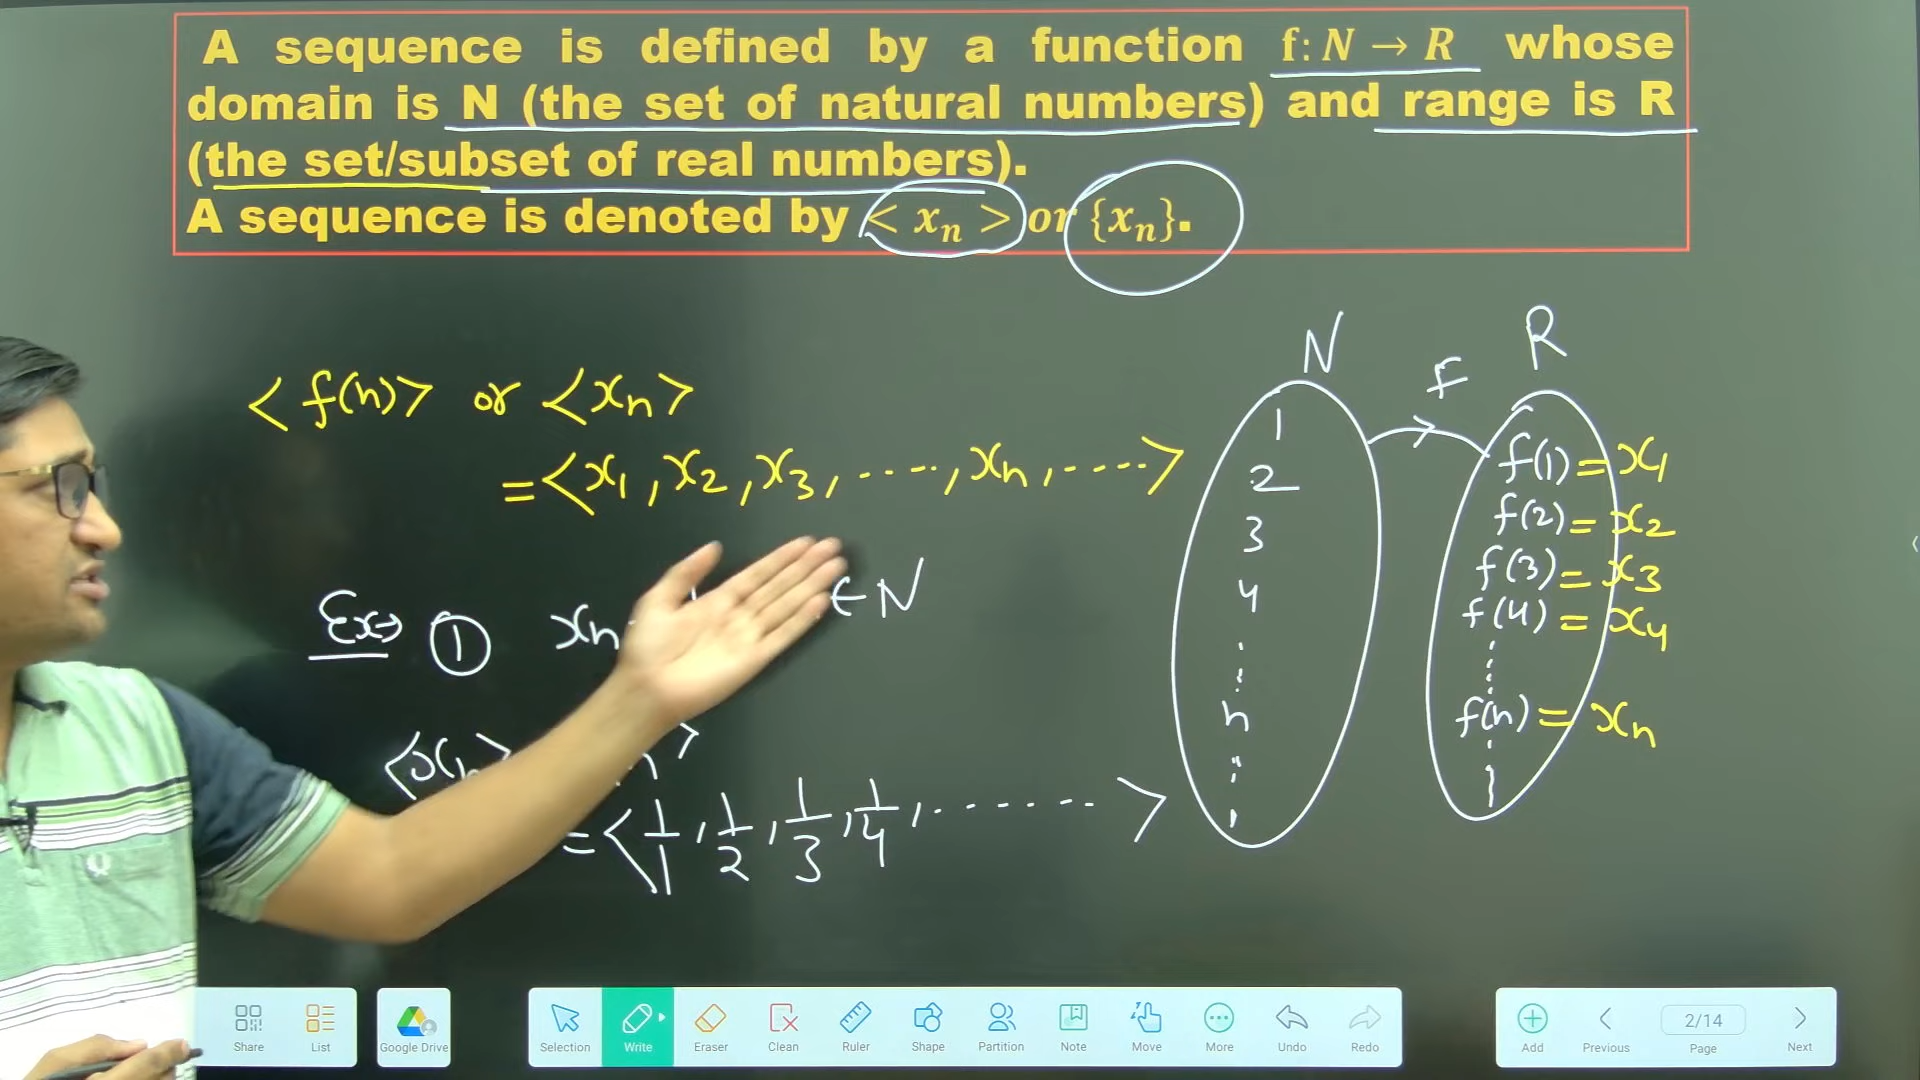 A sequence is defined by a function f: N → R whose
domain is N (the set of natural numbers) and range is R
(the set/subset of real numbers).
A sequence is denoted by < xₙ > or {xₙ}.
<f(n)> or <xₙ>
= <x₁, x₂, x₃, ....., xₙ, .....>
Ex→ ① xₙ ∈ N
<xₙ> n>
= <1/1, 1/2, 1/3, 1/4, ........>
N f R
1 f(1) = x₁
2 f(2) = x₂
3 f(3) = x₃
4 f(4) = x₄
n f(n) = xₙ
Share List Google Drive Selection Write Eraser Clean Ruler Shape Partition Note Move More Undo Redo Add Previous 2/14 Page Next